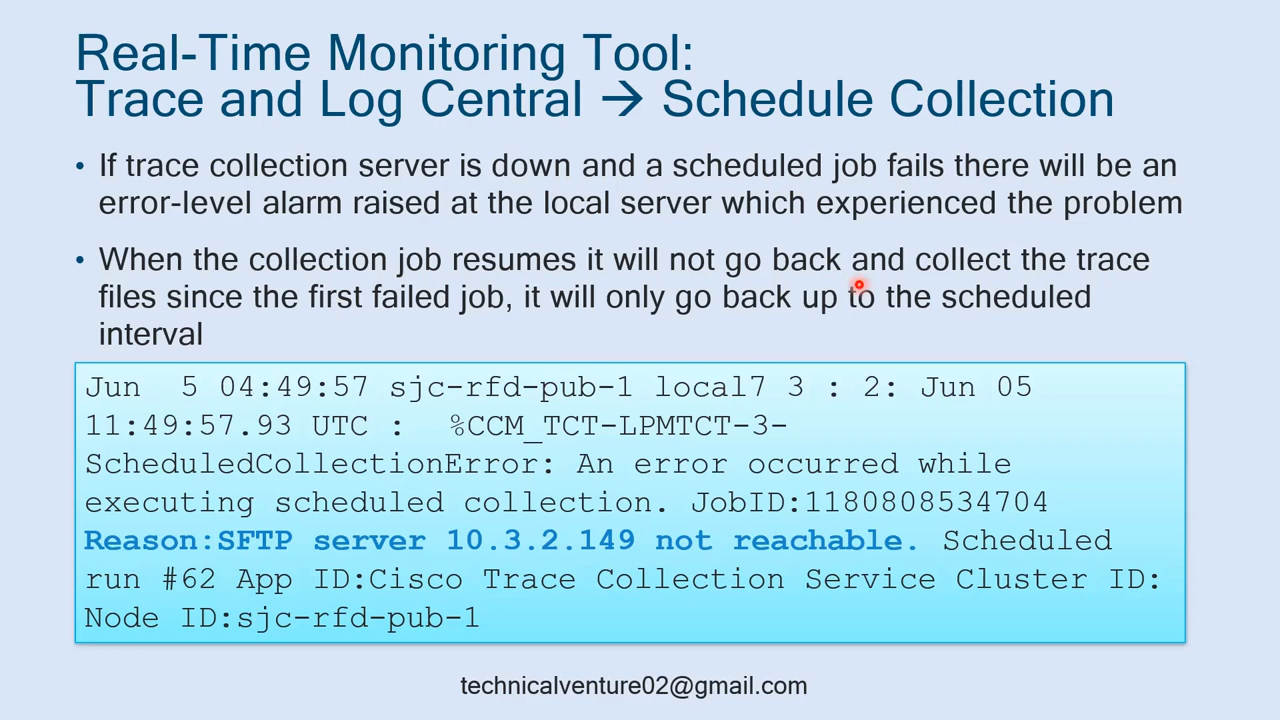 Real-Time Monitoring Tool:
Trace and Log Central → Schedule Collection
• If trace collection server is down and a scheduled job fails there will be an
error-level alarm raised at the local server which experienced the problem
• When the collection job resumes it will not go back and collect the trace
files since the first failed job, it will only go back up to the scheduled
interval
Jun  5 04:49:57 sjc-rfd-pub-1 local7 3 : 2: Jun 05
11:49:57.93 UTC :  %CCM_TCT-LPMTCT-3-
ScheduledCollectionError: An error occurred while
executing scheduled collection. JobID:1180808534704
Reason:SFTP server 10.3.2.149 not reachable. Scheduled
run #62 App ID:Cisco Trace Collection Service Cluster ID:
Node ID:sjc-rfd-pub-1
technicalventure02@gmail.com